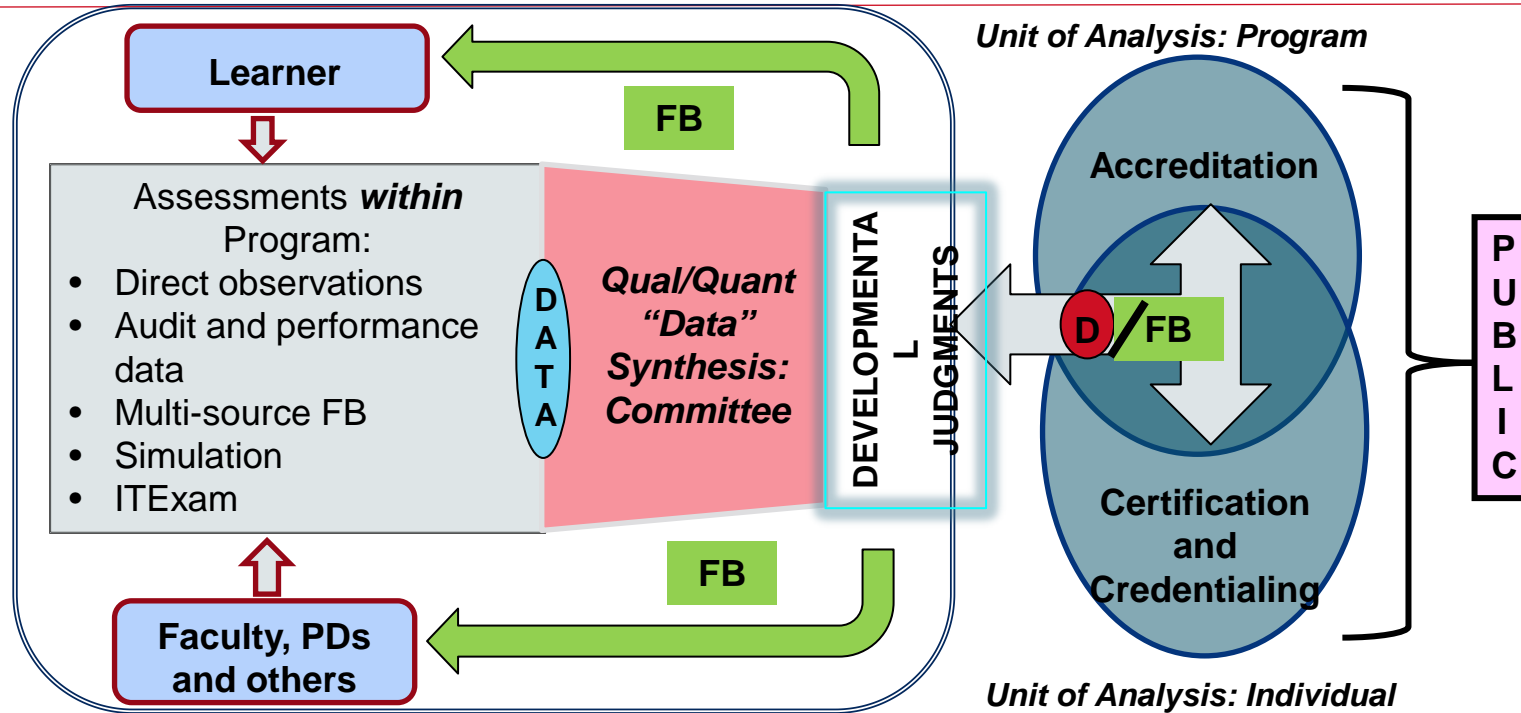 Unit of Analysis: Program
Learner
FB
Accreditation
Assessments within
Program:
• Direct observations
• Audit and performance
data
• Multi-source FB
• Simulation
• ITExam
DATA
Qual/Quant
“Data”
Synthesis:
Committee
DEVELOPMENTA
L
JUDGMENTS
D
/FB
PUBLIC
Certification
and
Credentialing
FB
Faculty, PDs
and others
Unit of Analysis: Individual